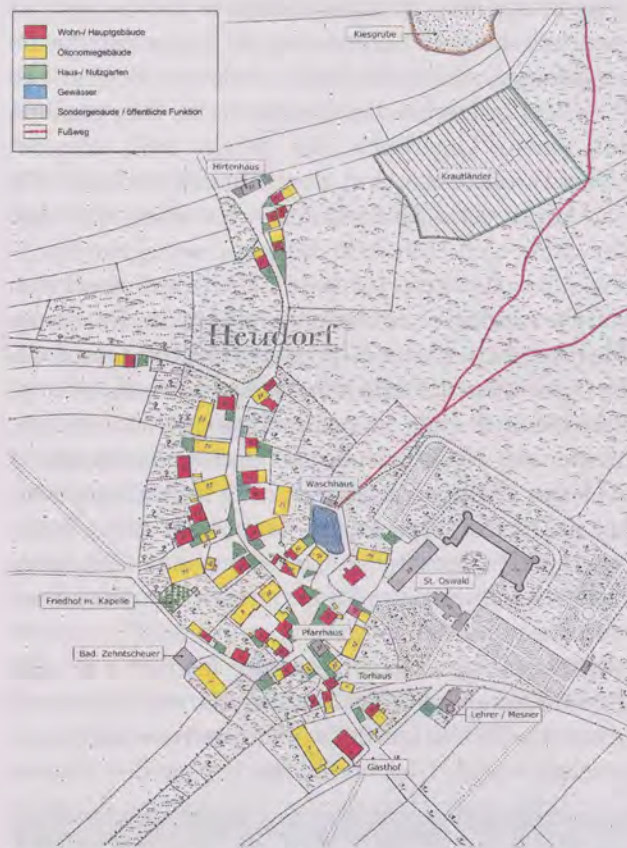 Wohn-/ Hauptgebäude
Ökonomiegebäude
Haus-/ Nutzgarten
Gewässer
Sondergebäude / öffentliche Funktion
Fußweg
Kiesgrube
Hirtenhaus
Krautländer
Heudorf
Waschhaus
St. Oswald
Friedhof m. Kapelle
Pfarrhaus
Bad. Zehntscheuer
Torhaus
Lehrer / Mesner
Gasthof